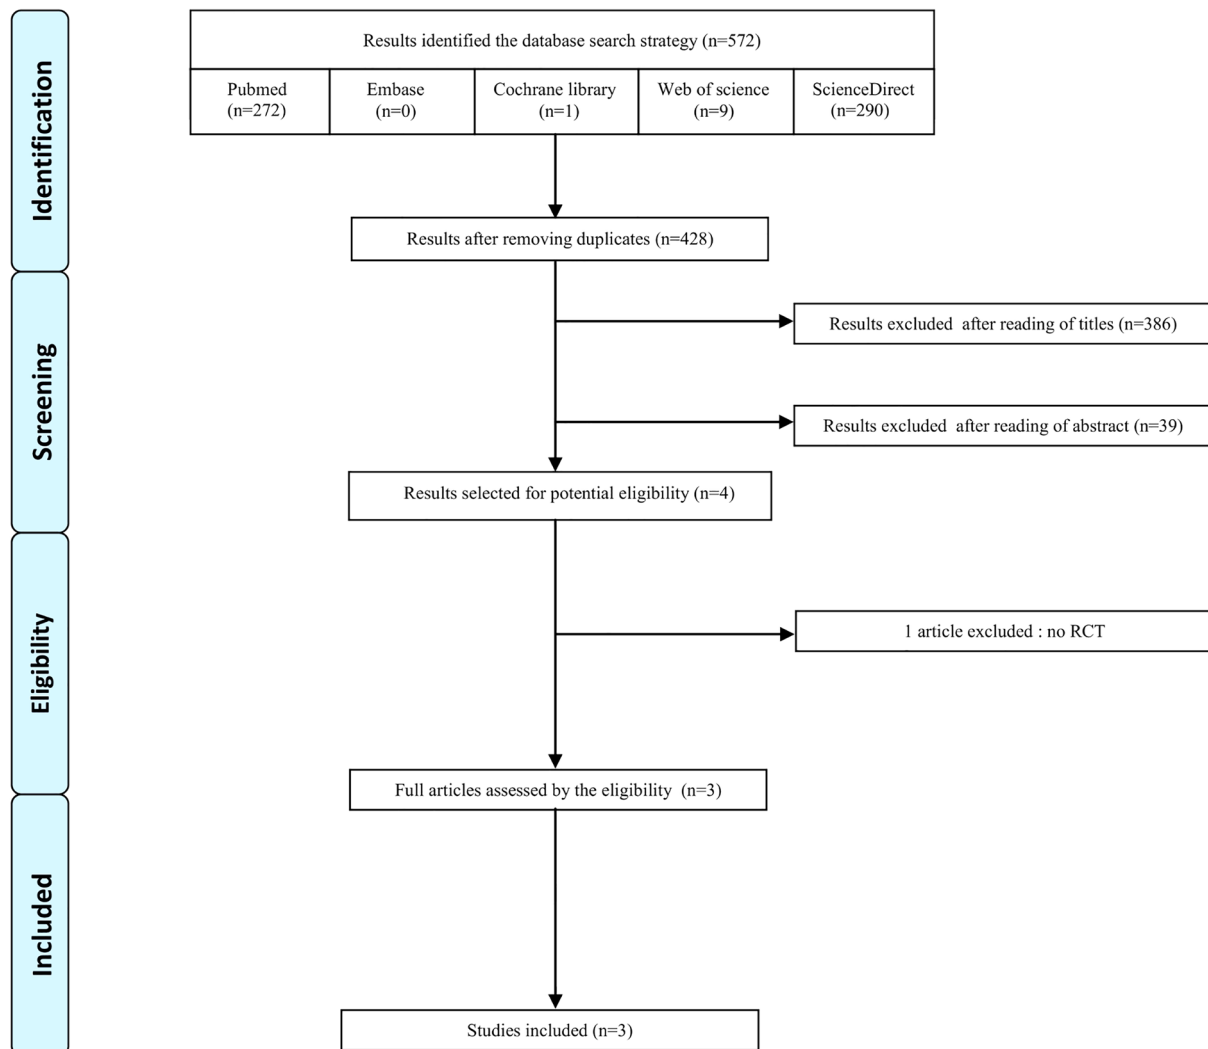 Identification
Results identified the database search strategy (n=572)
Pubmed
(n=272)
Embase
(n=0)
Cochrane library
(n=1)
Web of science
(n=9)
ScienceDirect
(n=290)
Results after removing duplicates (n=428)
Screening
Results excluded after reading of titles (n=386)
Results excluded after reading of abstract (n=39)
Results selected for potential eligibility (n=4)
Eligibility
1 article excluded : no RCT
Full articles assessed by the eligibility (n=3)
Included
Studies included (n=3)